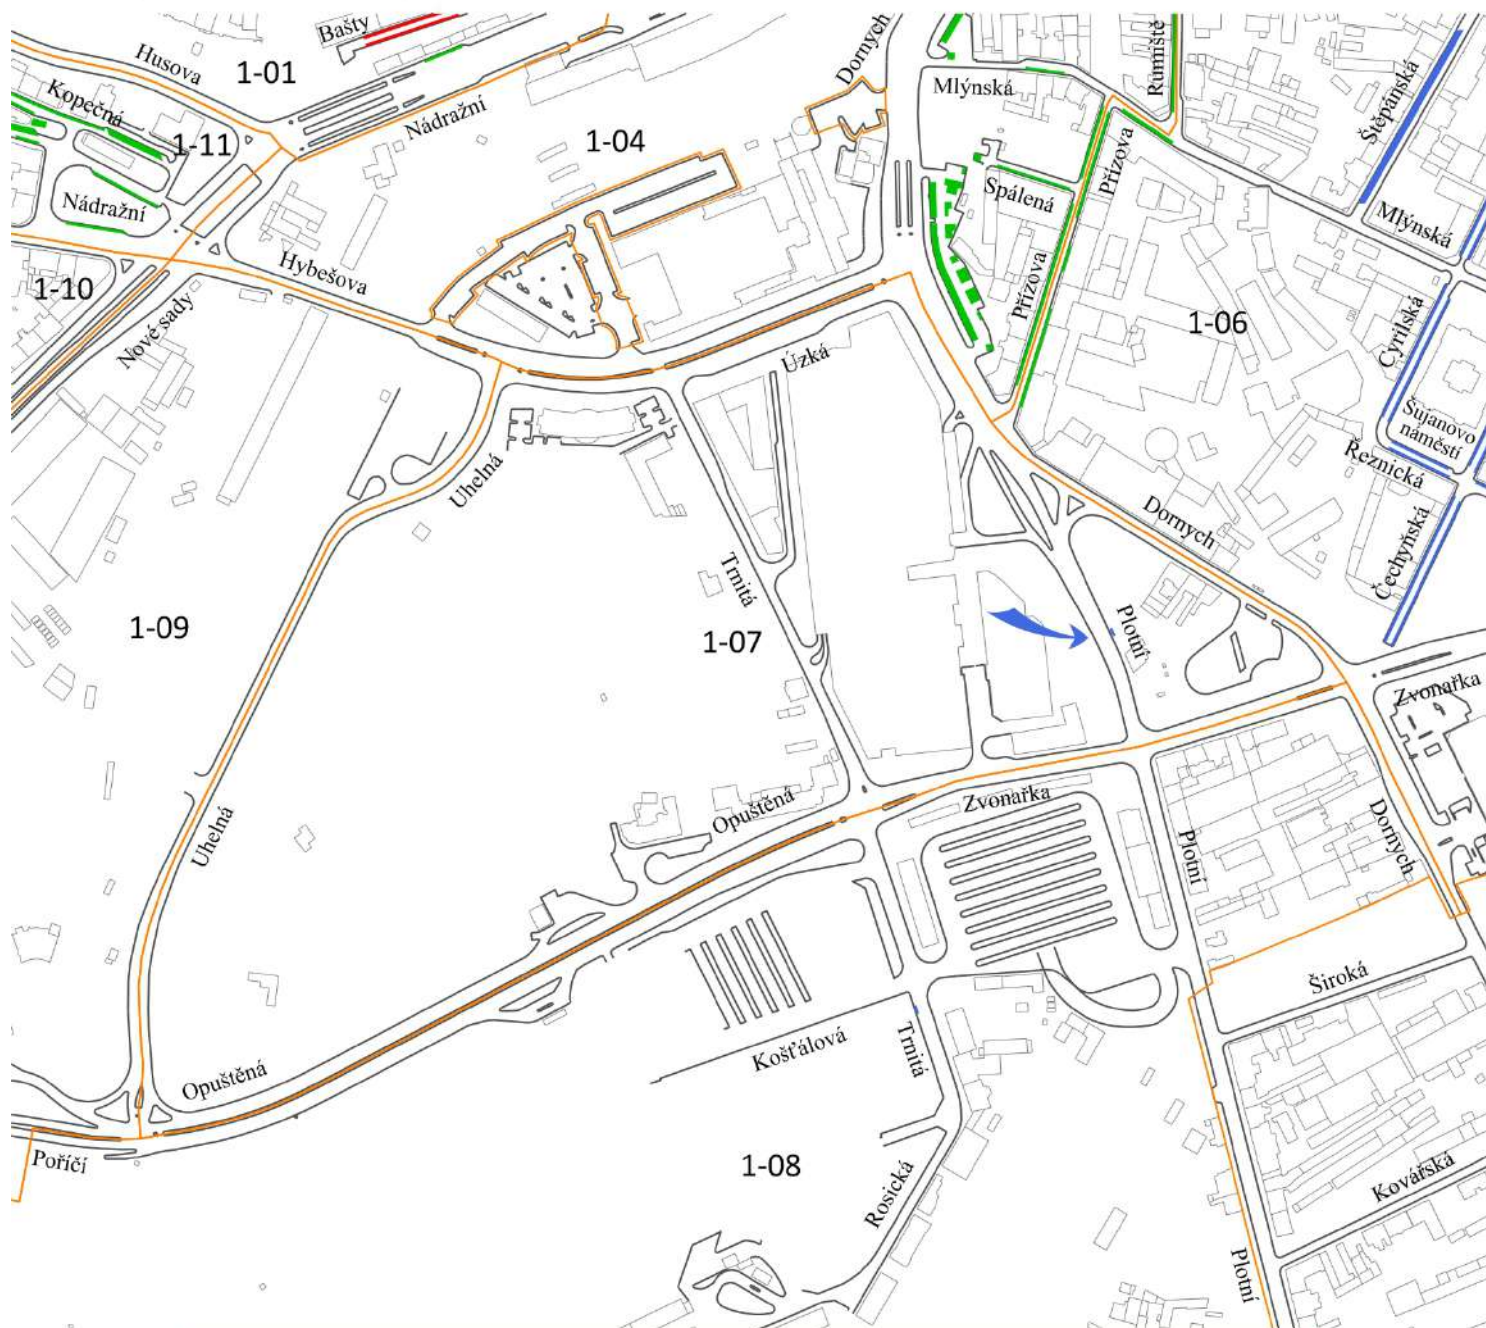 Bašty
Dornych
Rumiště
Husova
1-01
Štěpánská
Kopečná
Mlýnská
Nádražní
1-11
1-04
Přízova
Spálená
Nádražní
Mlýnská
Hybešova
1-10
Přízova
Nové sady
1-06
Cyrilská
Úzká
Šujanovo
náměstí
Řeznická
Uhelná
Dornych
Čechyňská
Trnitá
1-09
Plotní
1-07
Zvonařka
Opuštěná
Zvonařka
Uhelná
Plotní
Dornych
Široká
Košťálová
Trnitá
Opuštěná
Poříčí
1-08
Rosická
Kovářská
Plotní